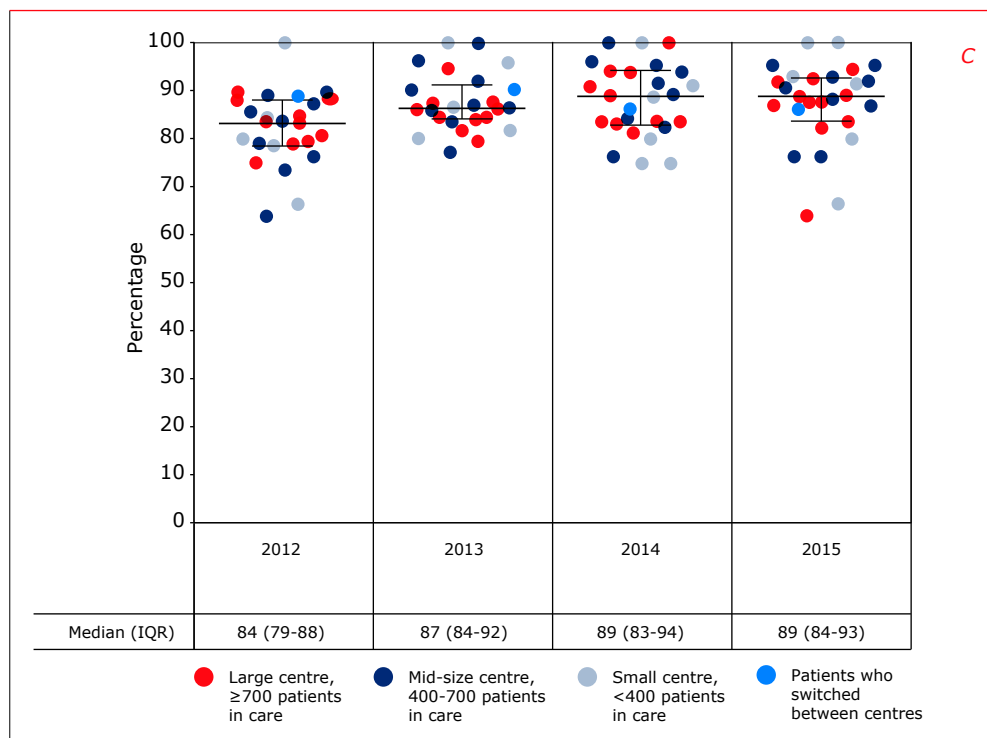 C
Percentage
100
90
80
70
60
50
40
30
20
10
0
2012 2013 2014 2015
Median (IQR) 84 (79-88) 87 (84-92) 89 (83-94) 89 (84-93)
Large centre,
≥700 patients
in care
Mid-size centre,
400-700 patients
in care
Small centre,
<400 patients
in care
Patients who
switched
between centres